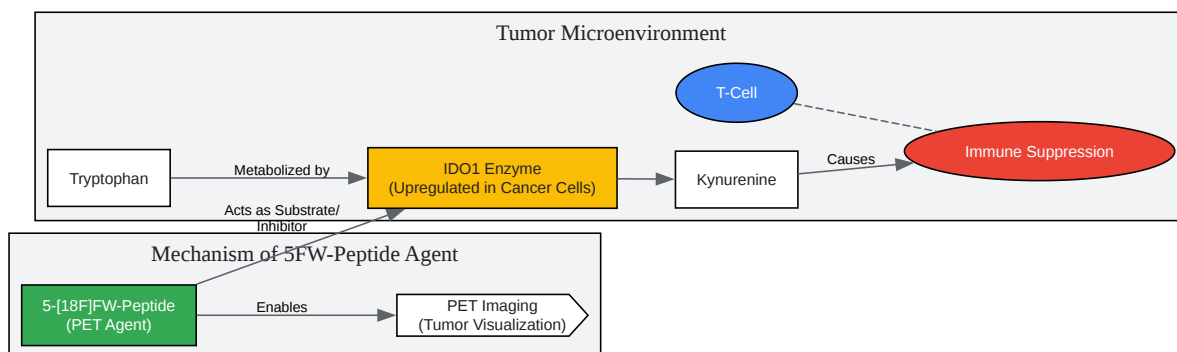 Tumor Microenvironment
T-Cell
Tryptophan
Metabolized by
IDO1 Enzyme
(Upregulated in Cancer Cells)
Kynurenine
Causes
Immune Suppression
Acts as Substrate/
Inhibitor
Mechanism of 5FW-Peptide Agent
5-[18F]FW-Peptide
(PET Agent)
Enables
PET Imaging
(Tumor Visualization)